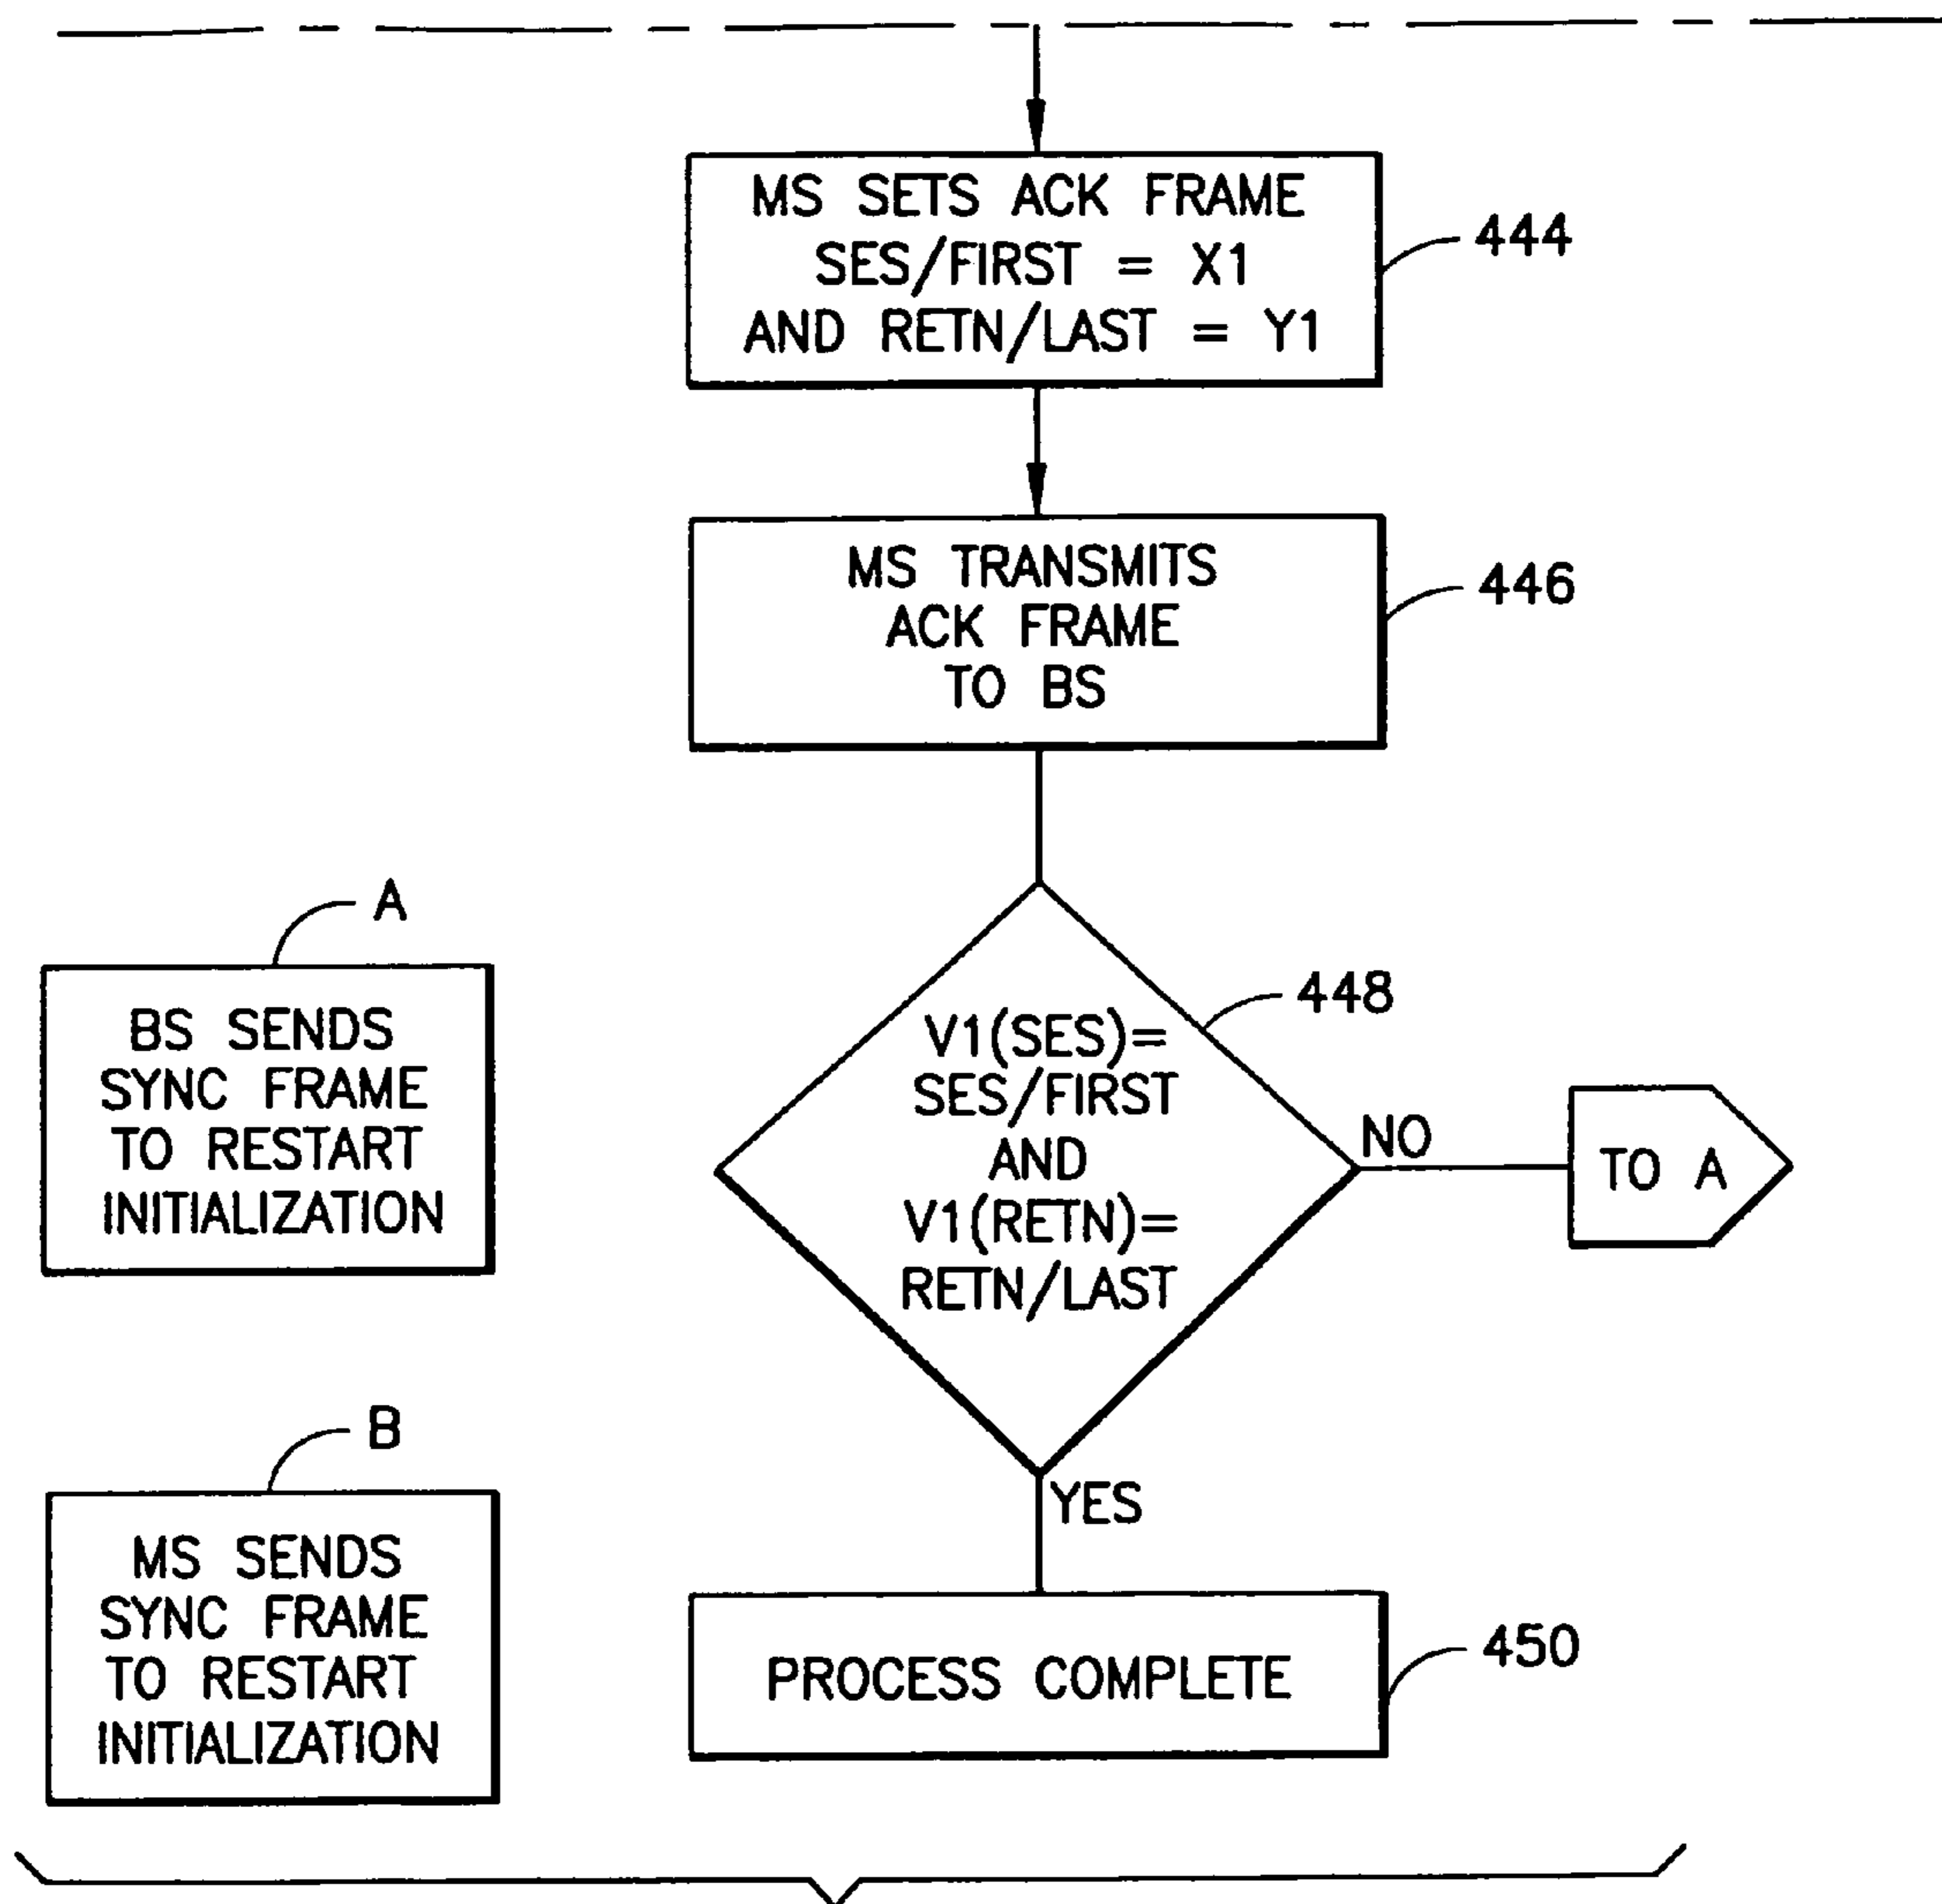 MS SETS ACK FRAME
SES/FIRST = X1
AND RETN/LAST = Y1
444
MS TRANSMITS
ACK FRAME
TO BS
446
A
BS SENDS
SYNC FRAME
TO RESTART
INITIALIZATION
448
V1(SES)=
SES/FIRST
AND
V1(RETN)=
RETN/LAST
NO
TO A
YES
B
MS SENDS
SYNC FRAME
TO RESTART
INITIALIZATION
PROCESS COMPLETE
450